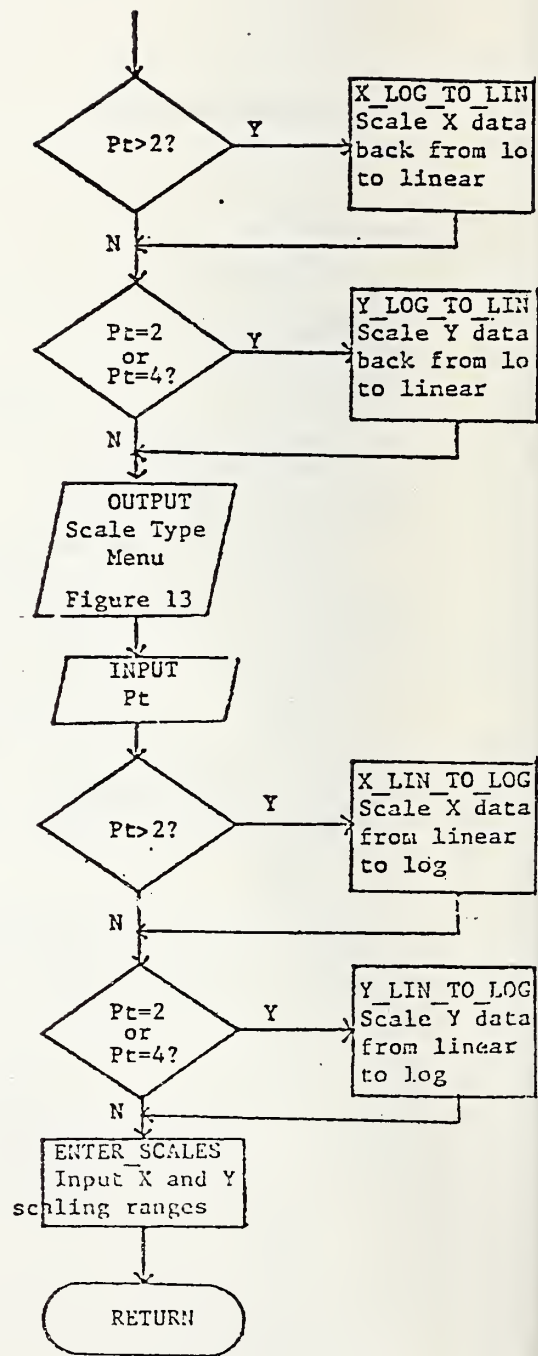 Pt>2?
Y
X_LOG_TO_LIN
Scale X data
back from lo
to linear
N
Pt=2
or
Pt=4?
Y
Y_LOG_TO_LIN
Scale Y data
back from lo
to linear
N
OUTPUT
Scale Type
Menu
Figure 13
INPUT
Pt
Pt>2?
Y
X_LIN_TO_LOG
Scale X data
from linear
to log
N
Pt=2
or
Pt=4?
Y
Y_LIN_TO_LOG
Scale Y data
from linear
to log
N
ENTER_SCALES
Input X and Y
scaling ranges
RETURN